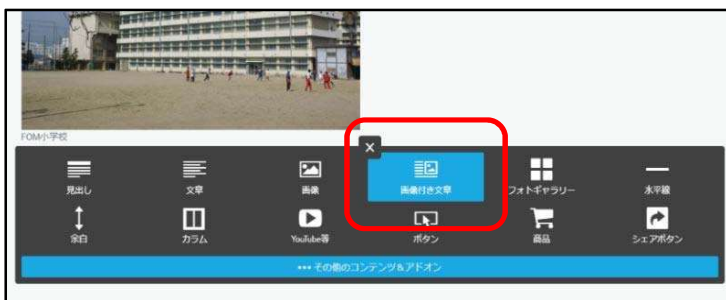 FOM小学校
見出し 文章 画像 画像付き文章 フォトギャラリー 水平線
余白 カラム YouTube等 ボタン 商品 シェアボタン
••• その他のコンテンツ&アドオン